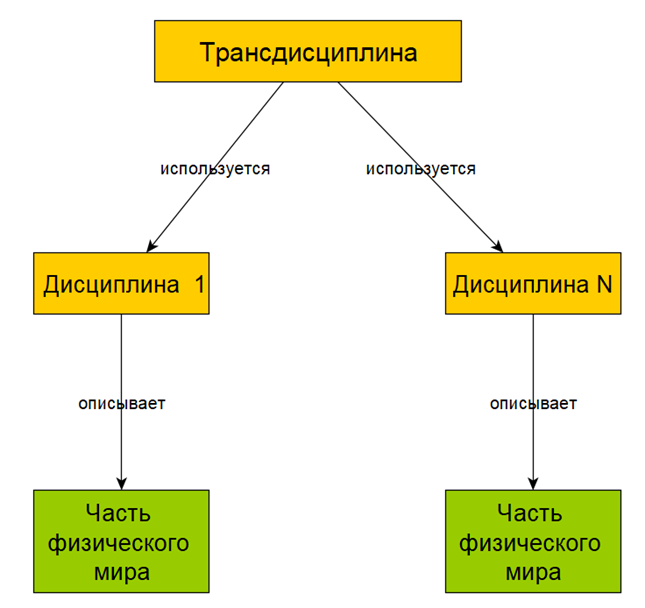 Трансдисциплина
используется
используется
Дисциплина 1
Дисциплина N
описывает
описывает
Часть
физического
мира
Часть
физического
мира